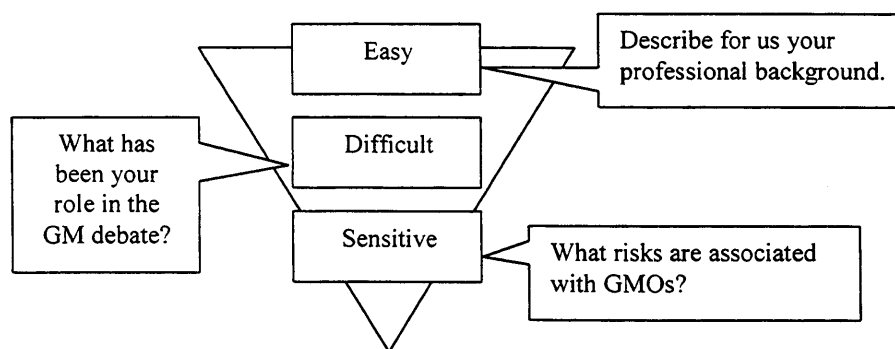 Easy
Describe for us your
professional background.
Difficult
What has
been your
role in the
GM debate?
Sensitive
What risks are associated
with GMOs?